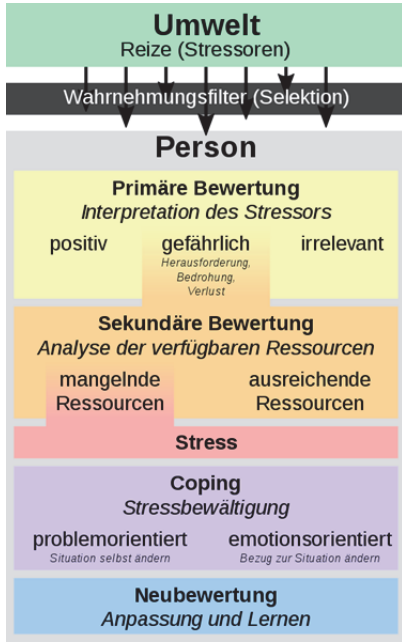 Umwelt
Reize (Stressoren)
Wahrnehmungsfilter (Selektion)
Person
Primäre Bewertung
Interpretation des Stressors
positiv gefährlich irrelevant
Herausforderung,
Bedrohung,
Verlust
Sekundäre Bewertung
Analyse der verfügbaren Ressourcen
mangelnde ausreichende
Ressourcen Ressourcen
Stress
Coping
Stressbewältigung
problemorientiert emotionsorientiert
Situation selbst ändern Bezug zur Situation ändern
Neubewertung
Anpassung und Lernen